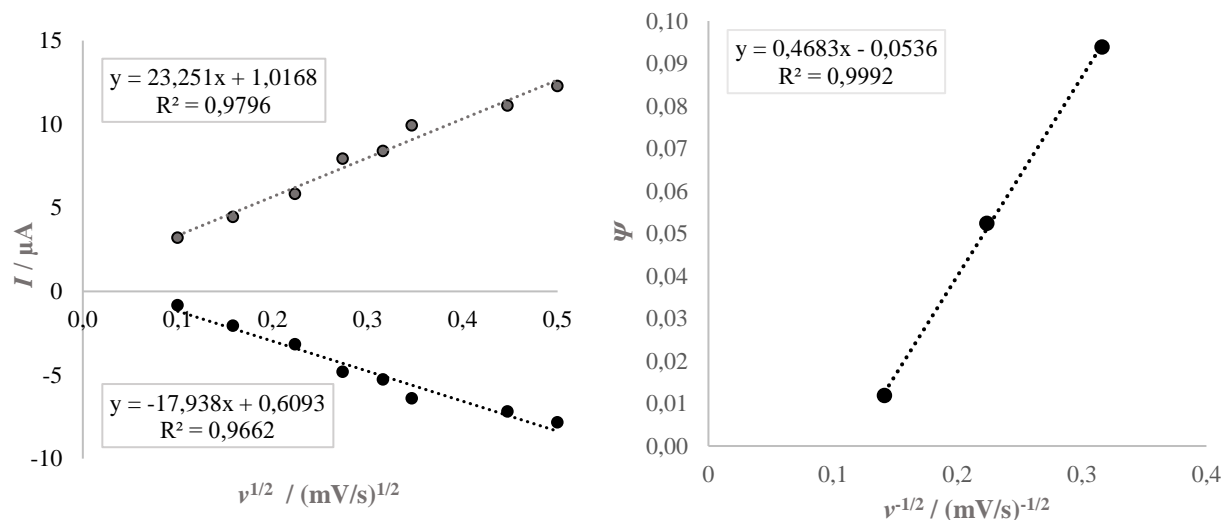 15
10
5
0
-5
-10
I / µA
y = 23,251x + 1,0168
R² = 0,9796
0,0 0,1 0,2 0,3 0,4 0,5
y = -17,938x + 0,6093
R² = 0,9662
v^1/2 / (mV/s)^1/2
0,10
0,09
0,08
0,07
0,06
0,05
0,04
0,03
0,02
0,01
0,00
Ψ
y = 0,4683x - 0,0536
R² = 0,9992
0 0,2 0,3 0,4
v^-1/2 / (mV/s)^-1/2